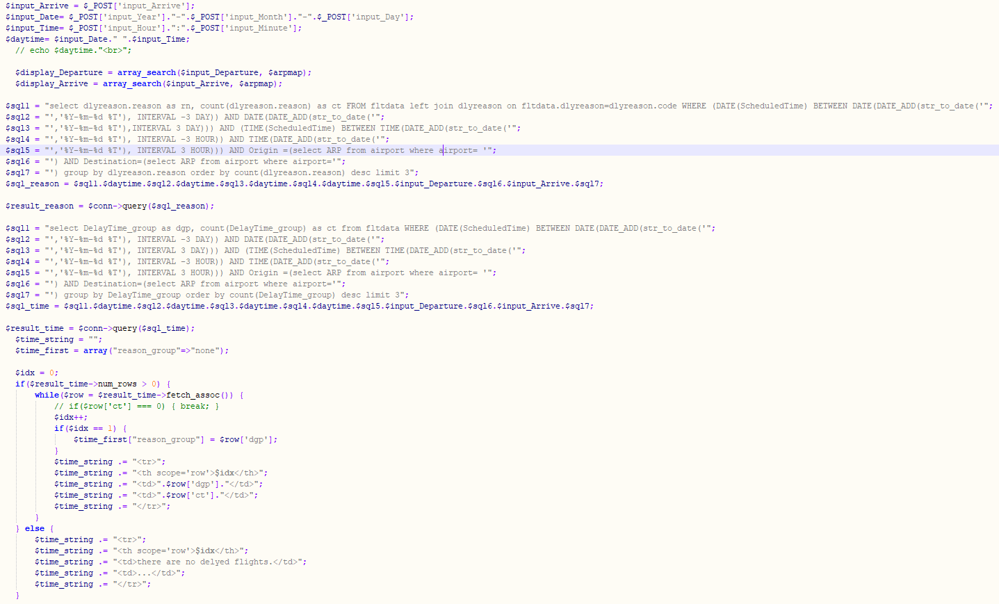 $input_Arrive = $_POST['input_Arrive'];
$input_Date= $_POST['input_Year']."-".$_POST['input_Month']."-".$_POST['input_Day'];
$input_Time= $_POST['input_Hour'].":".$_POST['input_Minute'];
$daytime= $input_Date." ".$input_Time;
// echo $daytime."<br>";
$display_Departure = array_search($input_Departure, $arpmap);
$display_Arrive = array_search($input_Arrive, $arpmap);
$sql1 = "select dlyreason.reason as rn, count(dlyreason.reason) as ct FROM fltdata left join dlyreason on fltdata.dlyreason=dlyreason.code WHERE (DATE(ScheduledTime) BETWEEN DATE(DATE_ADD(str_to_date('";
$sql2 = "','%Y-%m-%d %T'), INTERVAL -3 DAY)) AND DATE(DATE_ADD(str_to_date('";
$sql3 = "','%Y-%m-%d %T'),INTERVAL 3 DAY))) AND (TIME(ScheduledTime) BETWEEN TIME(DATE_ADD(str_to_date('";
$sql4 = "','%Y-%m-%d %T'), INTERVAL -3 HOUR)) AND TIME(DATE_ADD(str_to_date('";
$sql5 = "','%Y-%m-%d %T'), INTERVAL 3 HOUR))) AND Origin =(select ARP from airport where airport= '";
$sql6 = "') AND Destination=(select ARP from airport where airport='";
$sql7 = "') group by dlyreason.reason order by count(dlyreason.reason) desc limit 3";
$sql_reason = $sql1.$daytime.$sql2.$daytime.$sql3.$daytime.$sql4.$daytime.$sql5.$input_Departure.$sql6.$input_Arrive.$sql7;
$result_reason = $conn->query($sql_reason);
$sql1 = "select DelayTime_group as dgp, count(DelayTime_group) as ct from fltdata WHERE (DATE(ScheduledTime) BETWEEN DATE(DATE_ADD(str_to_date('";
$sql2 = "','%Y-%m-%d %T'), INTERVAL -3 DAY)) AND DATE(DATE_ADD(str_to_date('";
$sql3 = "','%Y-%m-%d %T'), INTERVAL 3 DAY))) AND (TIME(ScheduledTime) BETWEEN TIME(DATE_ADD(str_to_date('";
$sql4 = "','%Y-%m-%d %T'), INTERVAL -3 HOUR)) AND TIME(DATE_ADD(str_to_date('";
$sql5 = "','%Y-%m-%d %T'), INTERVAL 3 HOUR))) AND Origin =(select ARP from airport where airport= '";
$sql6 = "') AND Destination=(select ARP from airport where airport='";
$sql7 = "') group by DelayTime_group order by count(DelayTime_group) desc limit 3";
$sql_time = $sql1.$daytime.$sql2.$daytime.$sql3.$daytime.$sql4.$daytime.$sql5.$input_Departure.$sql6.$input_Arrive.$sql7;
$result_time = $conn->query($sql_time);
$time_string = "";
$time_first = array("reason_group"=>"none");
$idx = 0;
if($result_time->num_rows > 0) {
while($row = $result_time->fetch_assoc()) {
// if($row['ct'] === 0) { break; }
$idx++;
if($idx == 1) {
$time_first["reason_group"] = $row['dgp'];
}
$time_string .= "<tr>";
$time_string .= "<th scope='row'>$idx</th>";
$time_string .= "<td>".$row['dgp']."</td>";
$time_string .= "<td>".$row['ct']."</td>";
$time_string .= "</tr>";
}
} else {
$time_string .= "<tr>";
$time_string .= "<th scope='row'>$idx</th>";
$time_string .= "<td>there are no delyed flights.</td>";
$time_string .= "<td>...</td>";
$time_string .= "</tr>";
}